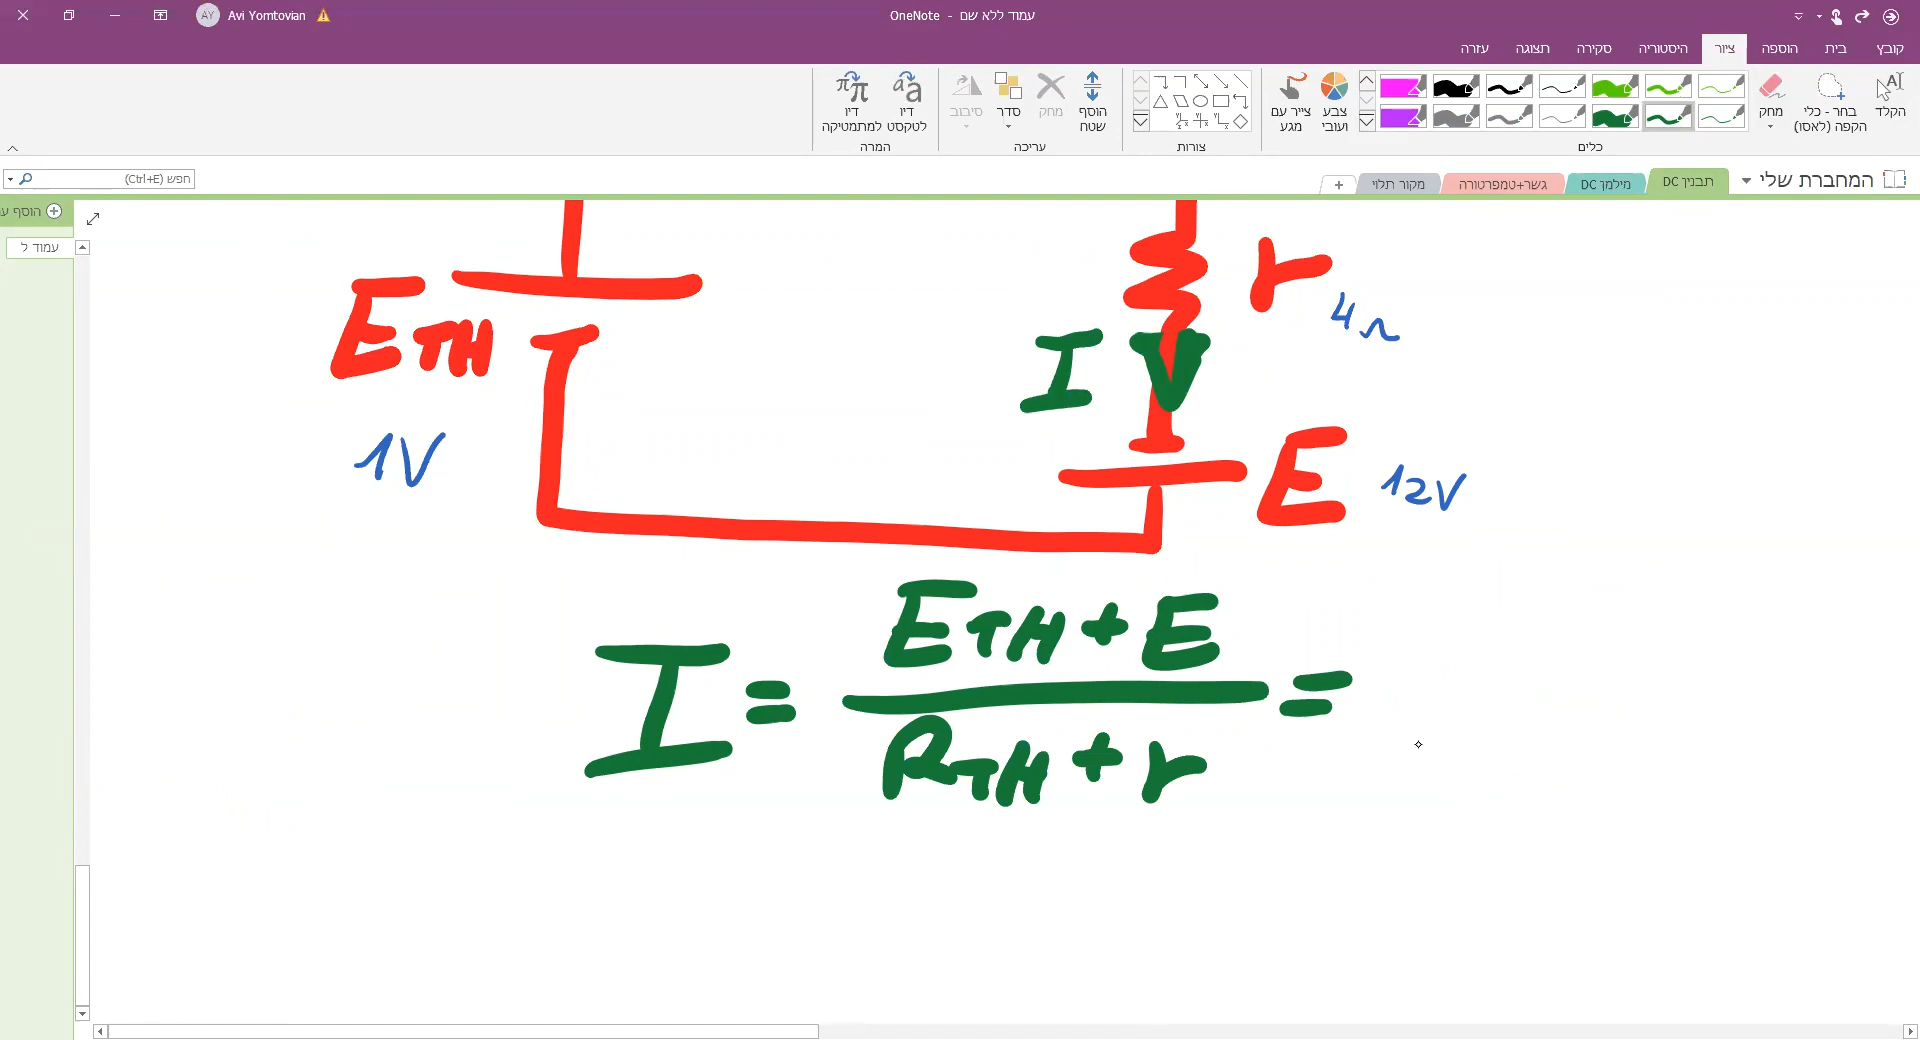 Avi Yomtovian
עמוד ללא שם - OneNote
קובץ
בית
הוספה
ציור
היסטוריה
סקירה
תצוגה
עזרה
הקלד
בחר - כלי הקפה (לאסו)
מחק
כלים
צבע ועובי
צייר עם מגע
צורות
הוסף שטח
מחק
סדר
סיבוב
עריכה
דיו לטקסט
דיו למתמטיקה
המרה
המחברת שלי
תבנין DC
מילמן DC
גשר+טמפרטורה
מקור תלוי
חפש (Ctrl+E)
עמוד ל
r
4Ω
ETH
I
1V
E
12V
I = ETH + E =
RTH + r